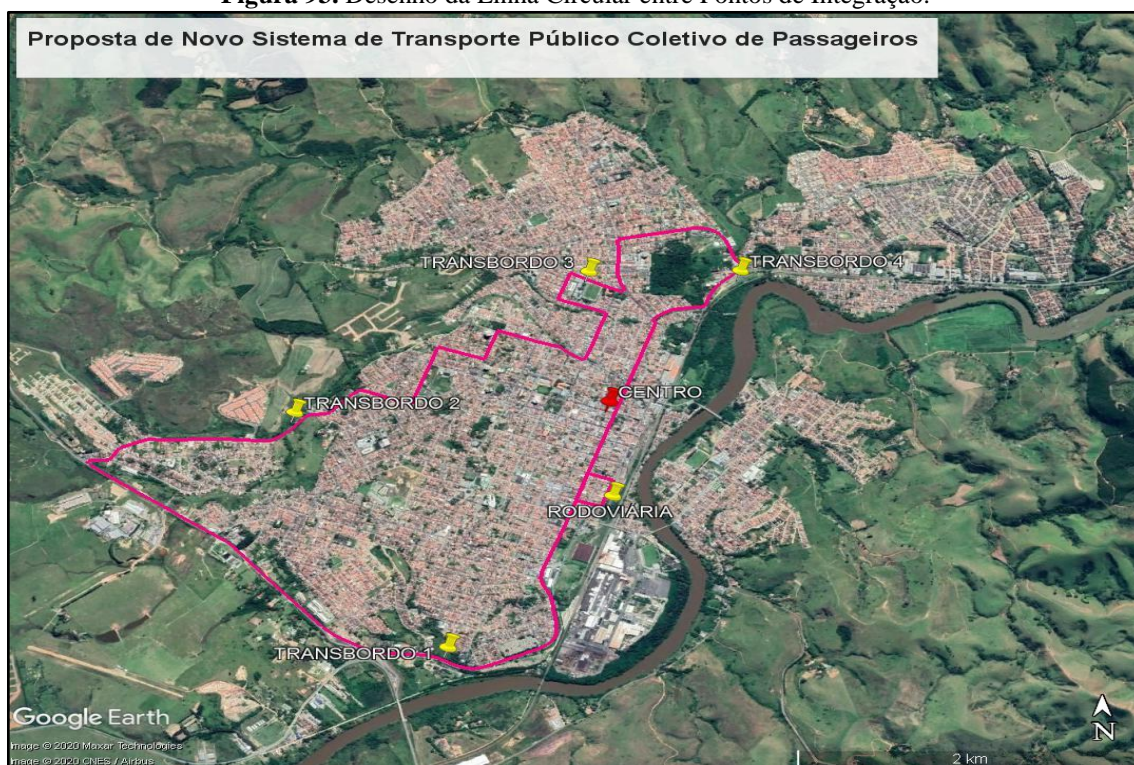 Figura 93. Desenho da Linha Circular entre Pontos de Integração.
Proposta de Novo Sistema de Transporte Público Coletivo de Passageiros
TRANSBORDO 3
TRANSBORDO 4
CENTRO
TRANSBORDO 2
RODOVIÁRIA
TRANSBORDO 1
Google Earth
N
Image © 2020 Maxar Technologies
Image © 2020 CNES / Airbus
2 km